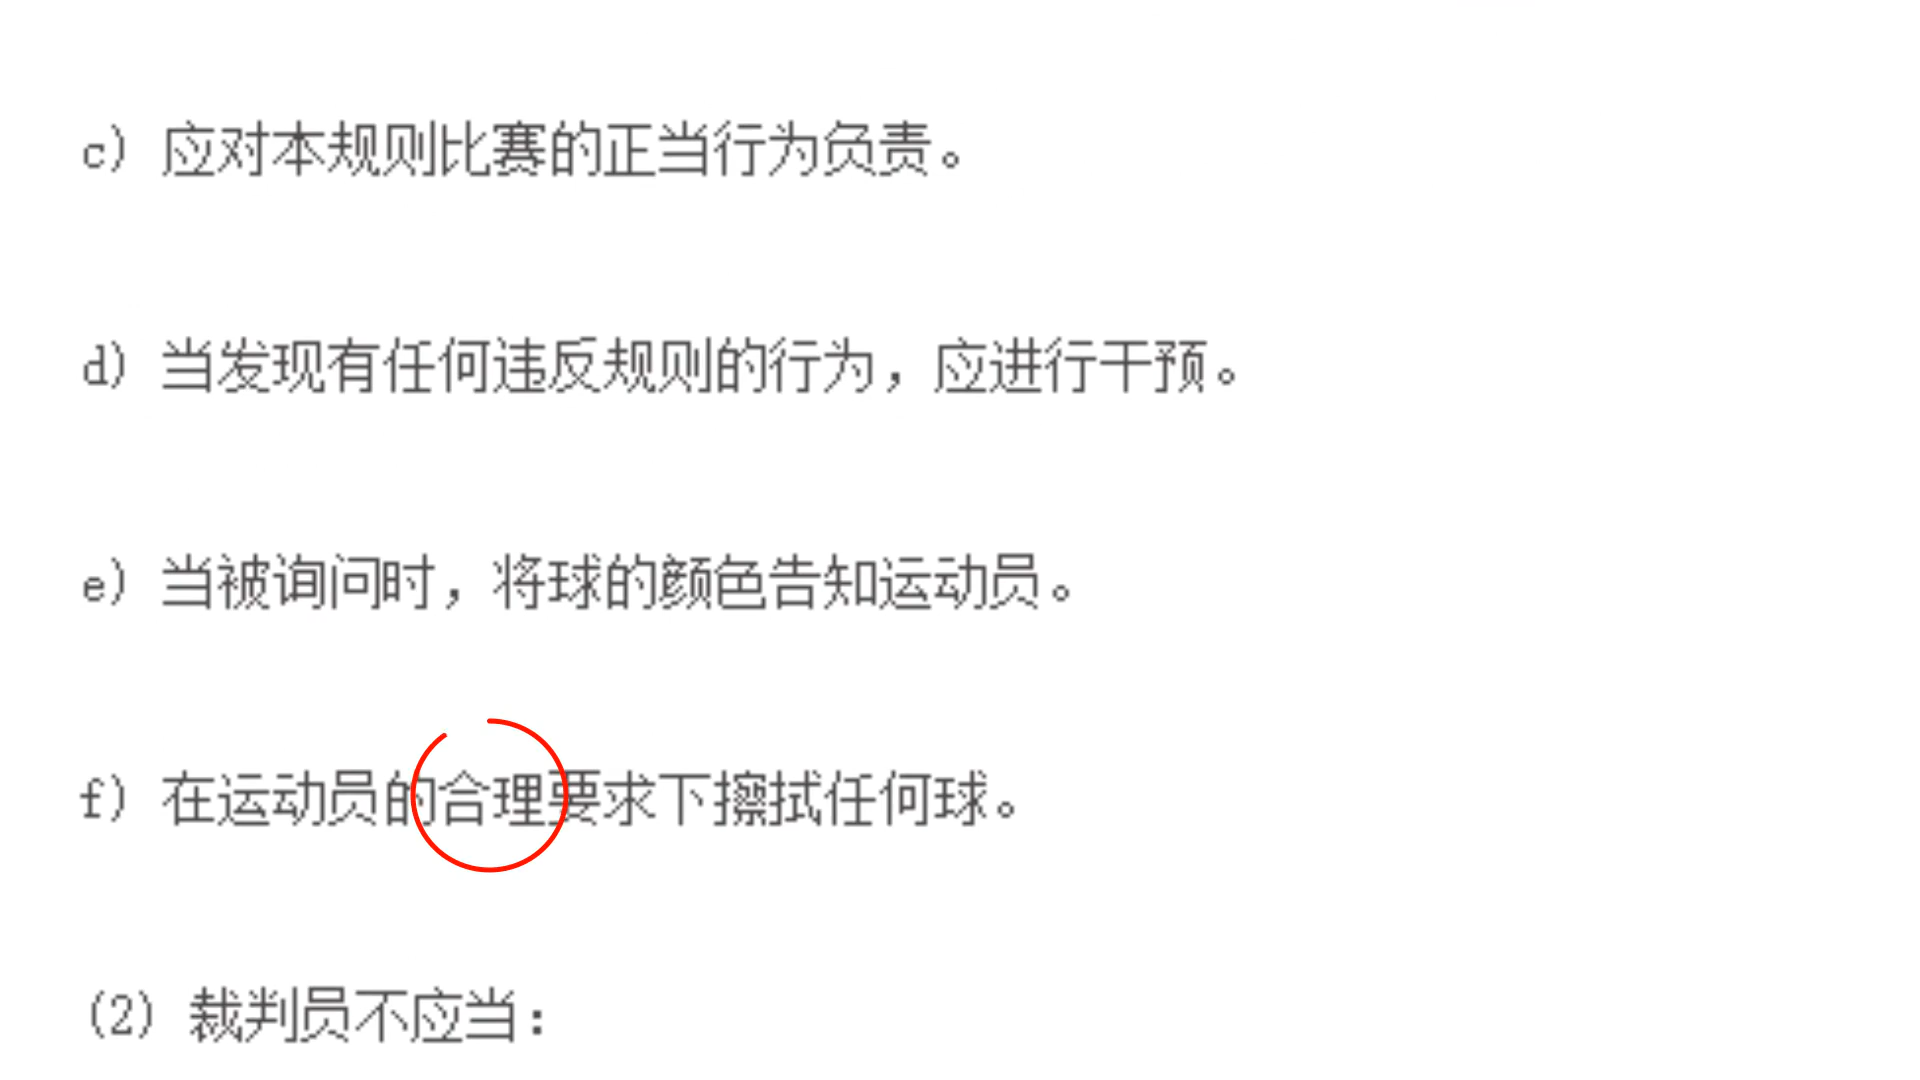 c) 应对本规则比赛的正当行为负责。
d) 当发现有任何违反规则的行为，应进行干预。
e) 当被询问时，将球的颜色告知运动员。
f) 在运动员的合理要求下擦拭任何球。
(2) 裁判员不应当：